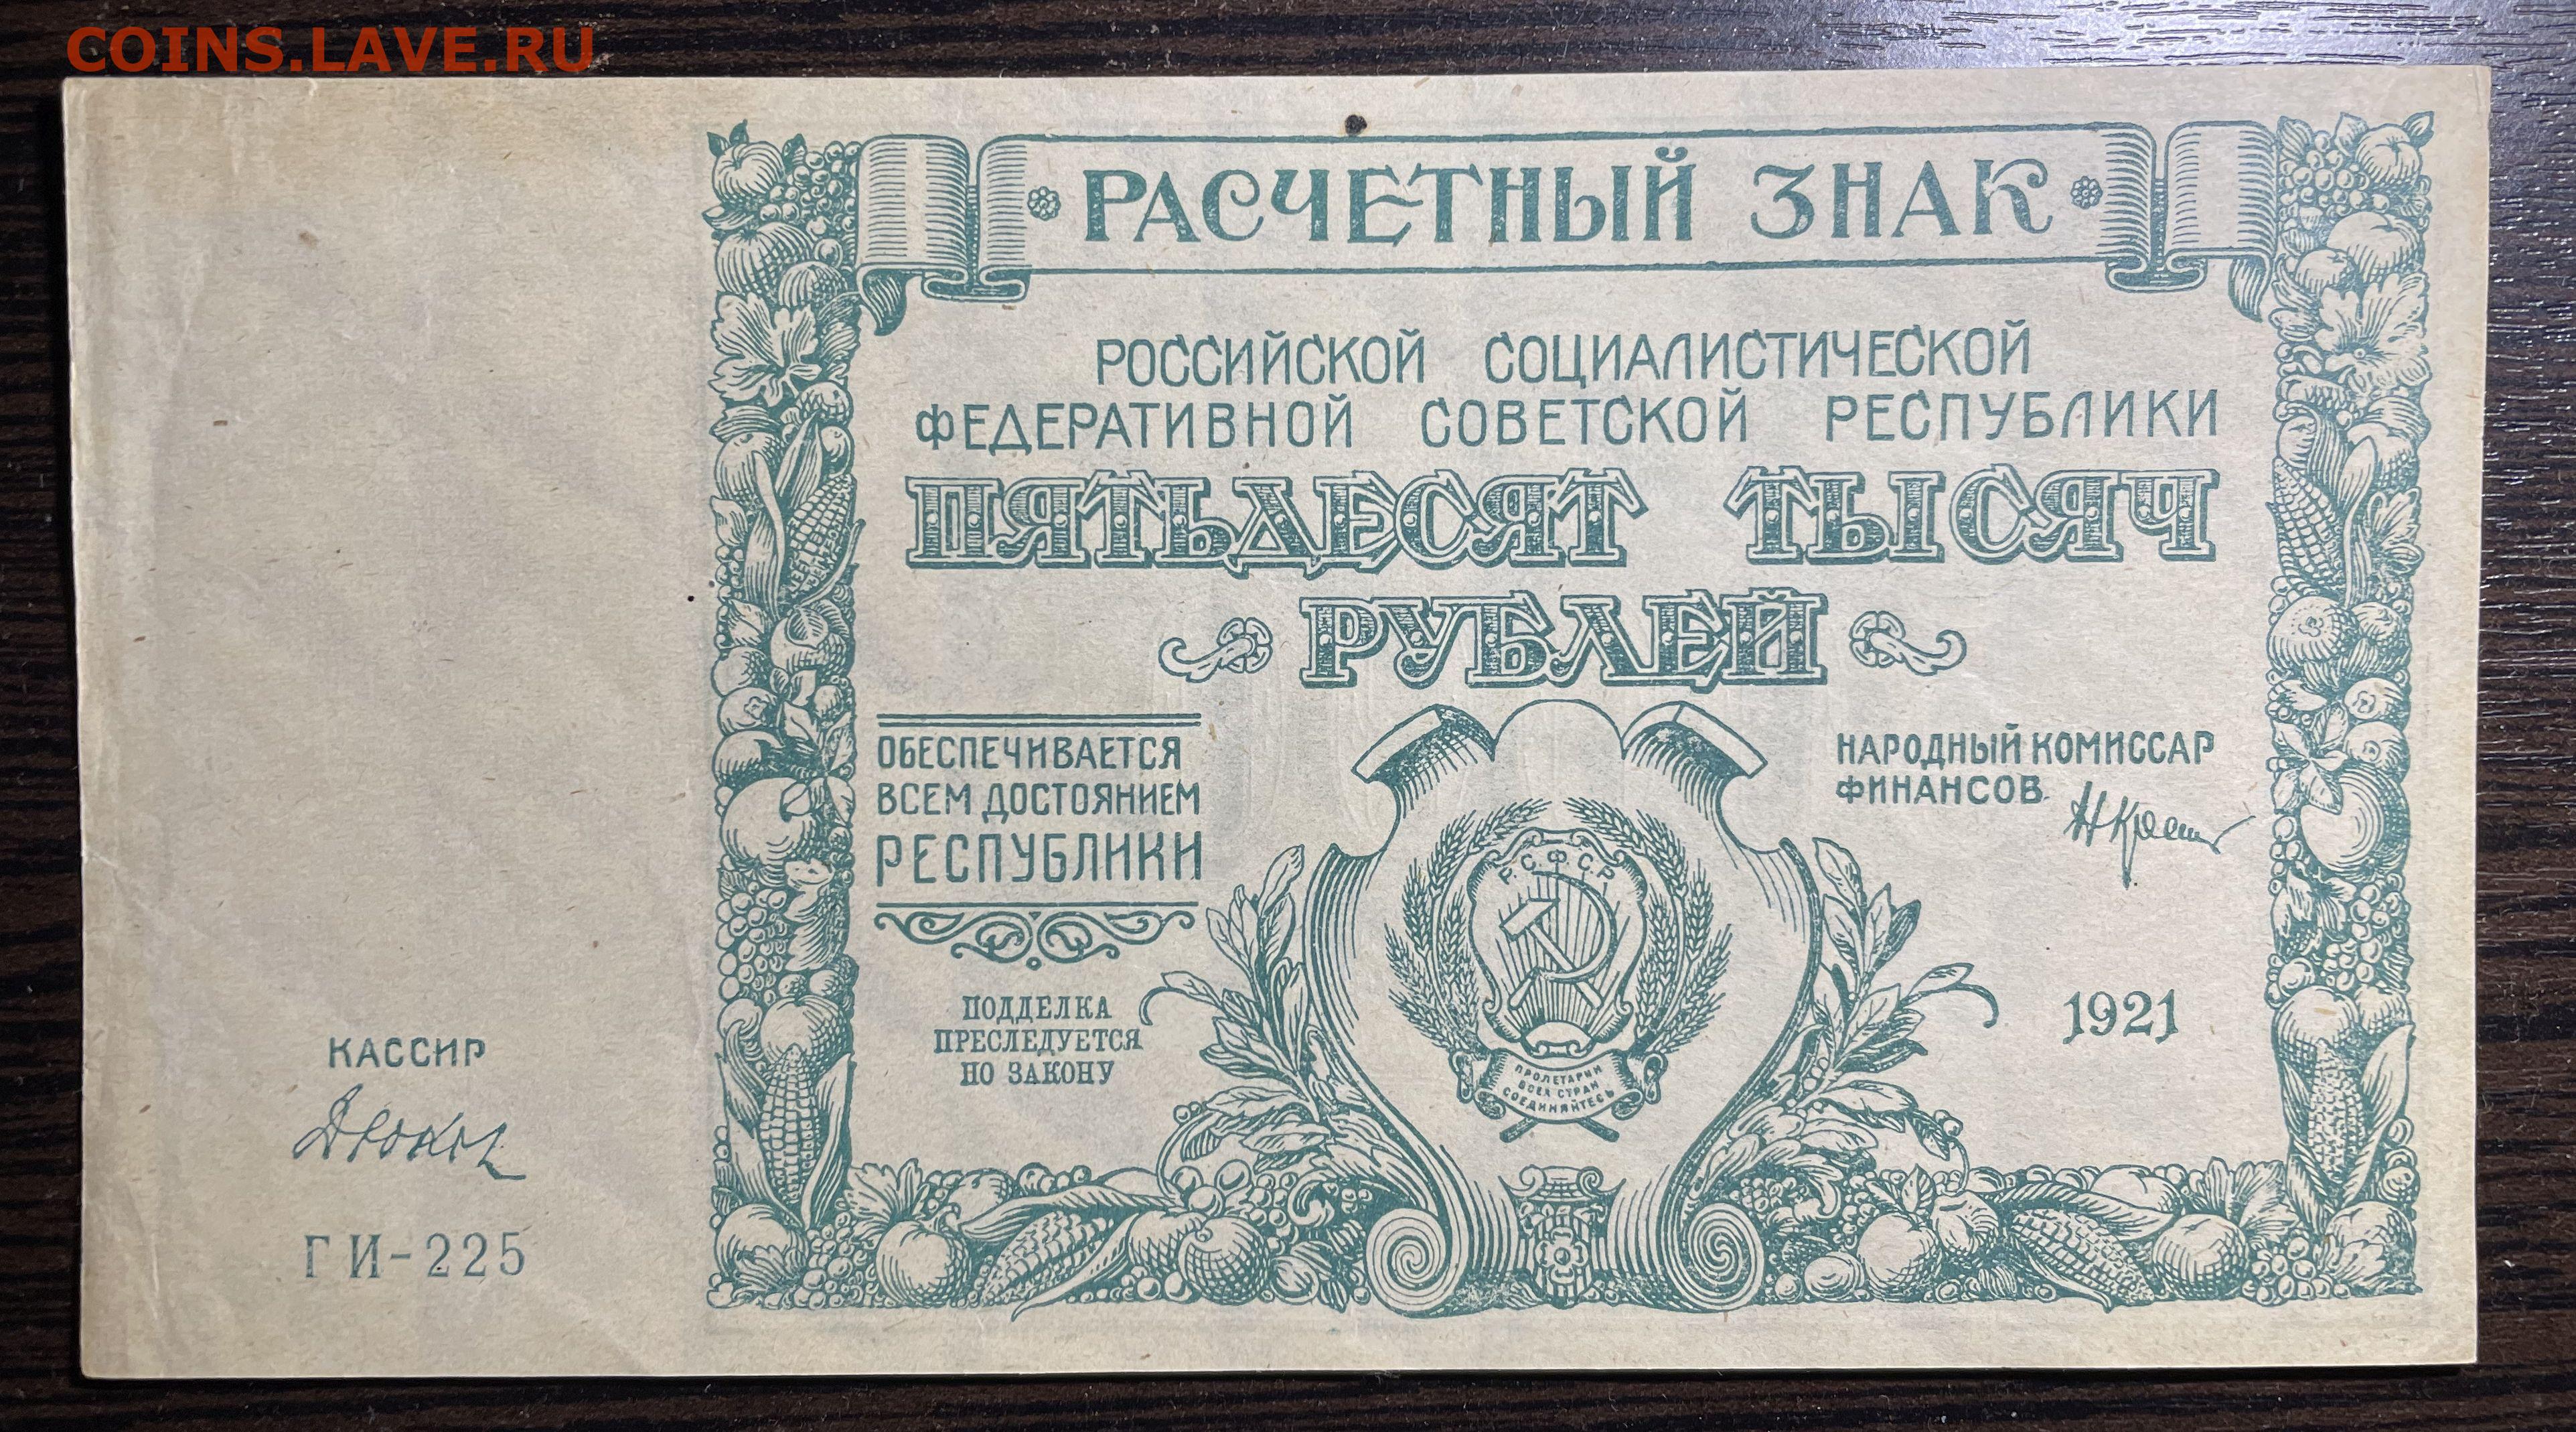 COINS.LAVE.RU
РАСЧЕТНЫЙ ЗНАК
РОССИЙСКОЙ СОЦИАЛИСТИЧЕСКОЙ
ФЕДЕРАТИВНОЙ СОВЕТСКОЙ РЕСПУБЛИКИ
ПЯТЬДЕСЯТ ТЫСЯЧ
РУБЛЕЙ
ОБЕСПЕЧИВАЕТСЯ
ВСЕМ ДОСТОЯНИЕМ
РЕСПУБЛИКИ
ПОДДЕЛКА
ПРЕСЛЕДУЕТСЯ
ПО ЗАКОНУ
Р.С.Ф.С.Р.
ПРОЛЕТАРИИ
ВСЕХ СТРАН
СОЕДИНЯЙТЕСЬ
НАРОДНЫЙ КОМИССАР
ФИНАНСОВ
1921
КАССИР
ГИ-225